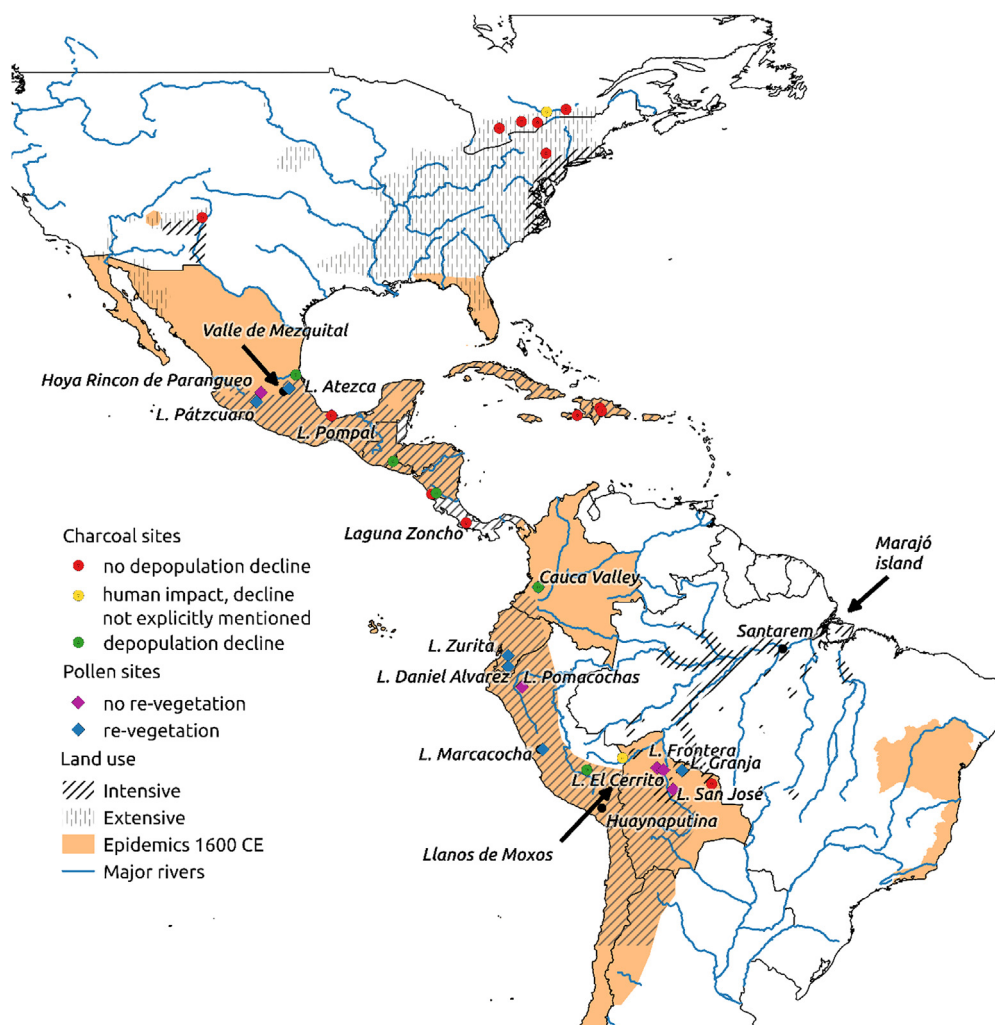 Valle de Mezquital
Hoya Rincon de Parangueo
L. Atezca
L. Pátzcuaro
L. Pompal
Laguna Zoncho
Charcoal sites
no depopulation decline
human impact, decline
not explicitly mentioned
depopulation decline
Pollen sites
no re-vegetation
re-vegetation
Land use
Intensive
Extensive
Epidemics 1600 CE
Major rivers
Marajó
island
Cauca Valley
Santarem
L. Zurita
L. Daniel Alvarez
L. Pomacochas
L. Marcacocha
L. Frontera
L. Granja
L. El Cerrito
L. San José
Huaynaputina
Llanos de Moxos